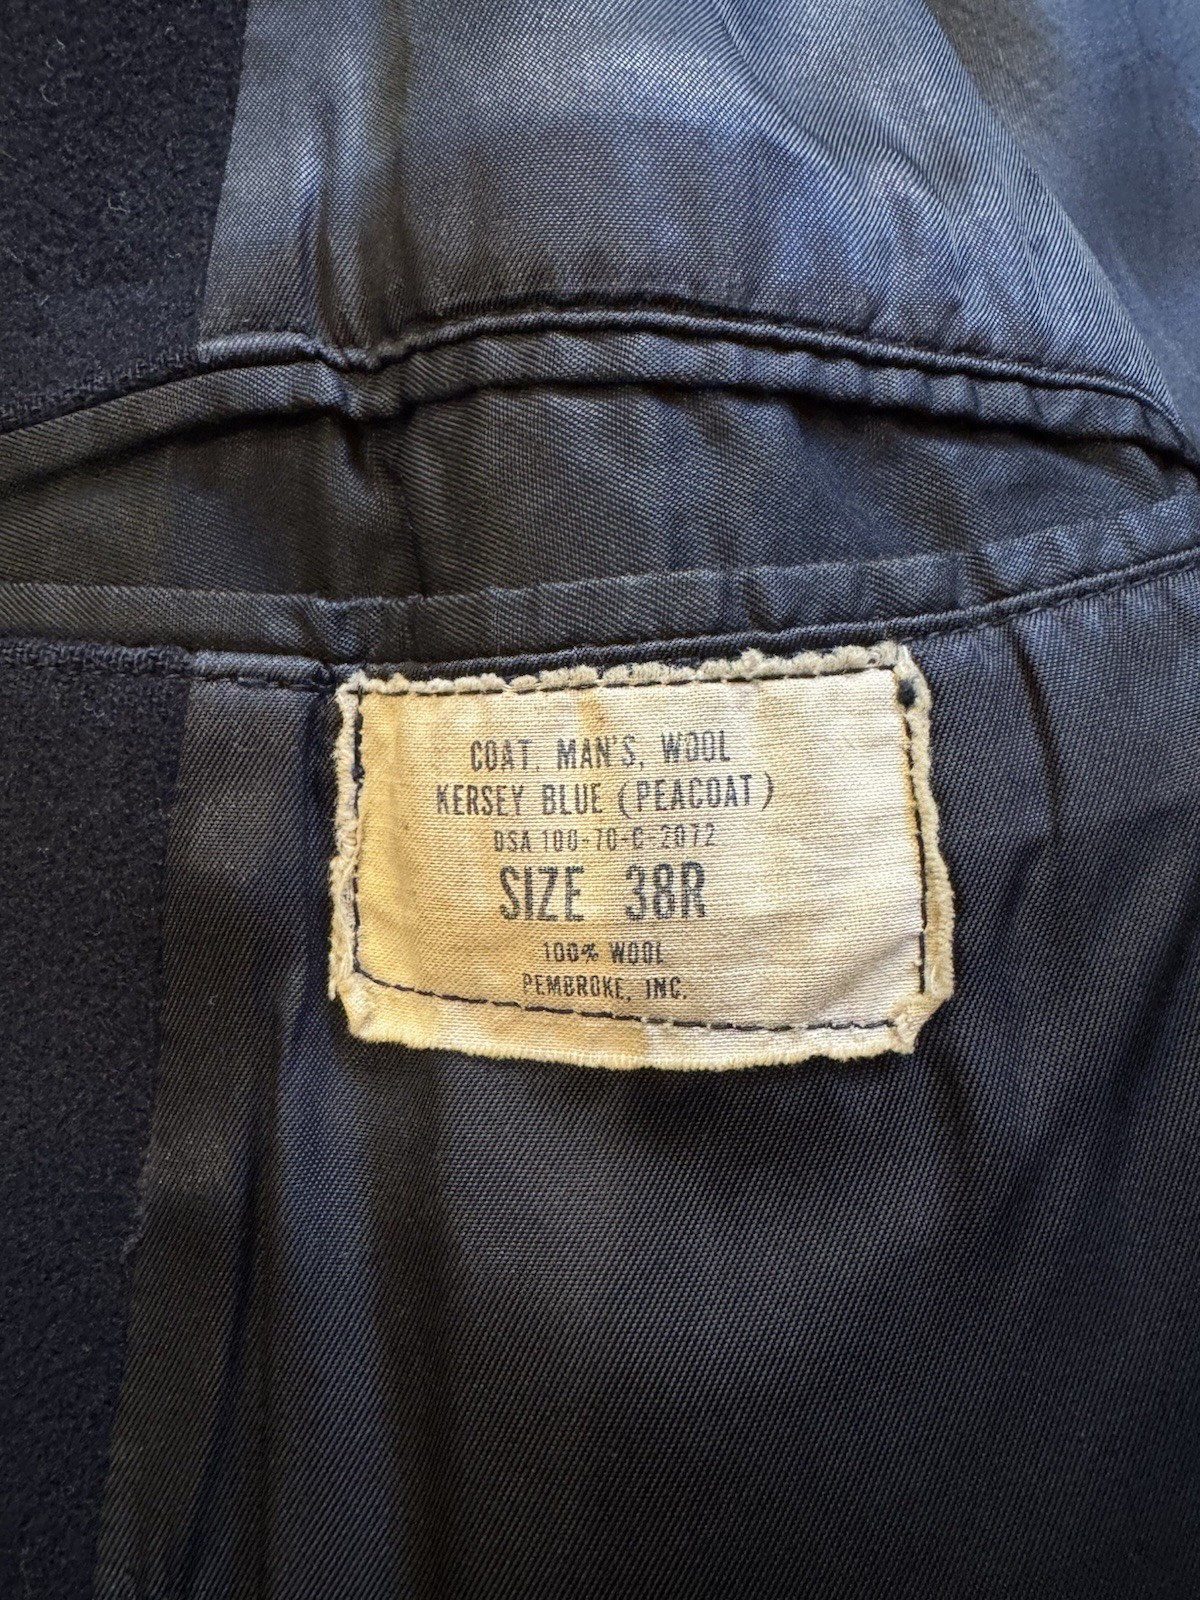 COAT, MAN'S, WOOL
KERSEY BLUE (PEACOAT)
DSA 100-70-C-2072
SIZE 38R
100% WOOL
PEMBROKE, INC.